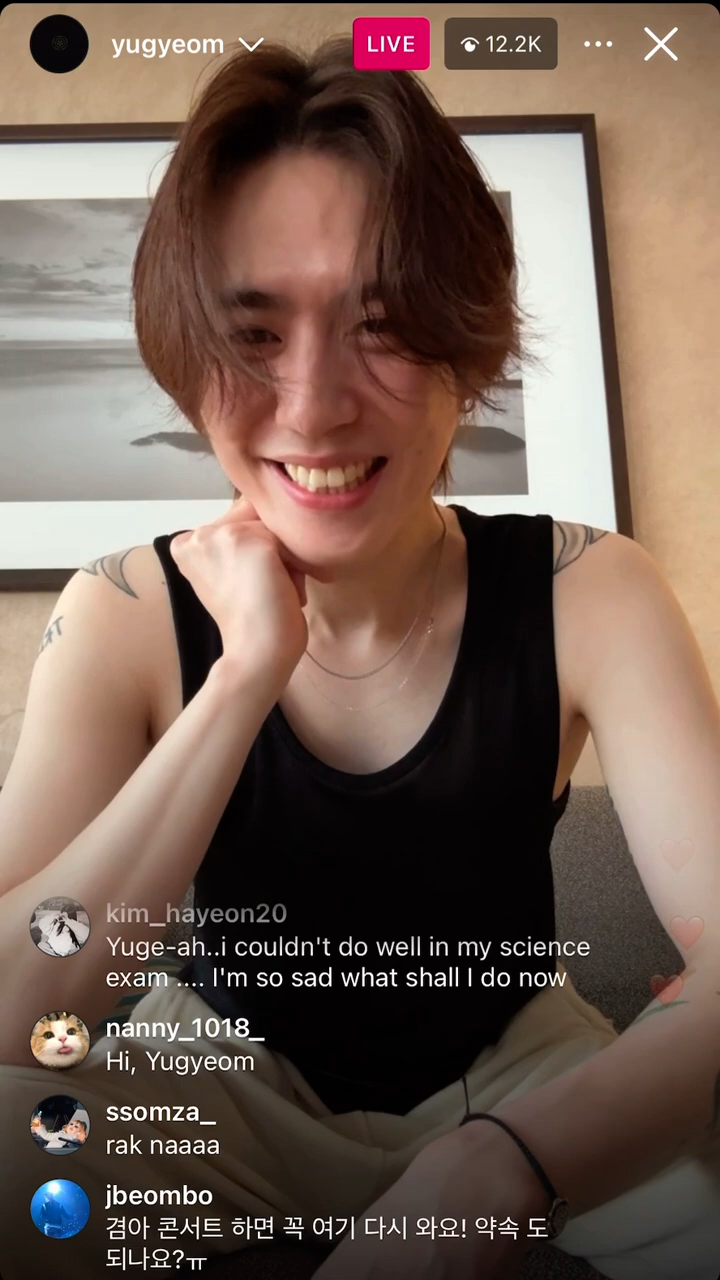 yugyeom
LIVE
12.2K
kim_hayeon20
Yuge-ah..i couldn't do well in my science
exam .... I'm so sad what shall I do now
nanny_1018_
Hi, Yugyeom
ssomza_
rak naaaa
jbeombo
겸아 콘서트 하면 꼭 여기 다시 와요! 약속 도
되나요?ㅠ